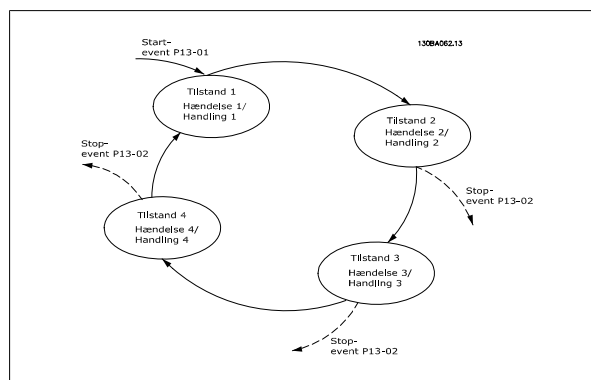 Start-
event P13-01
130BA062.13
Tilstand 1
Hændelse 1/
Handling 1
Tilstand 2
Hændelse 2/
Handling 2
Stop-
event P13-02
Stop-
event P13-02
Tilstand 4
Hændelse 4/
Handling 4
Tilstand 3
Hændelse 3/
Handling 3
Stop-
event P13-02